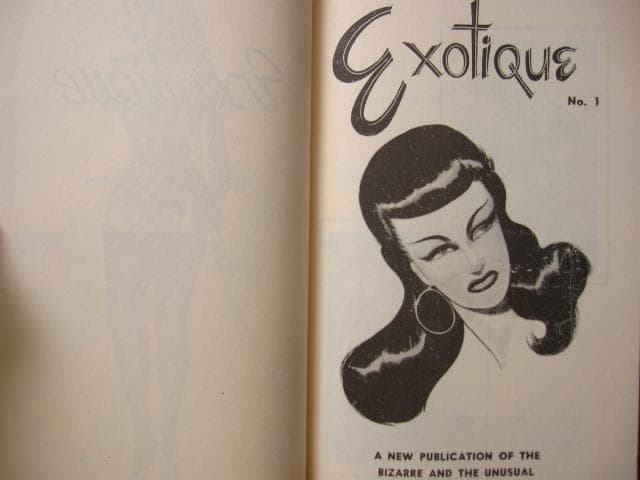 Exotique
No. 1
A NEW PUBLICATION OF THE
BIZARRE AND THE UNUSUAL